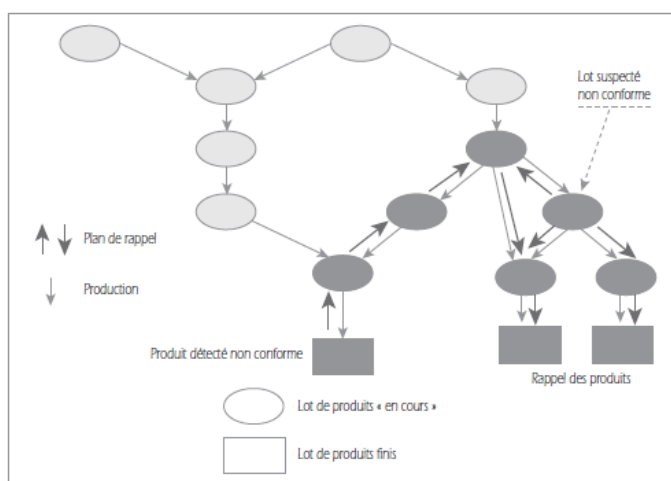 Lot suspecté
non conforme
Plan de rappel
Production
Produit détecté non conforme
Rappel des produits
Lot de produits « en cours »
Lot de produits finis